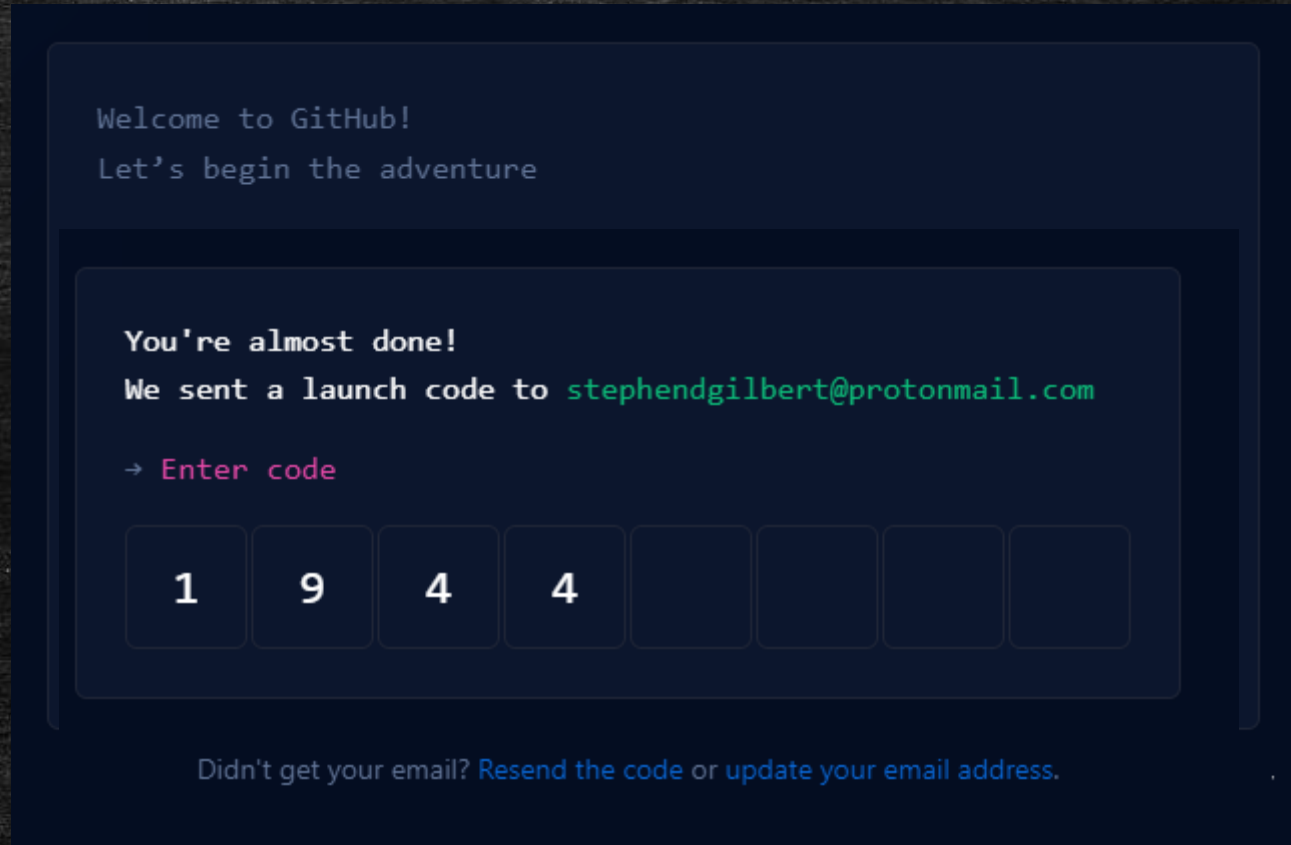 Welcome to GitHub!
Let’s begin the adventure
You're almost done!
We sent a launch code to stephendgilbert@protonmail.com
→ Enter code
1 9 4 4
Didn't get your email? Resend the code or update your email address.